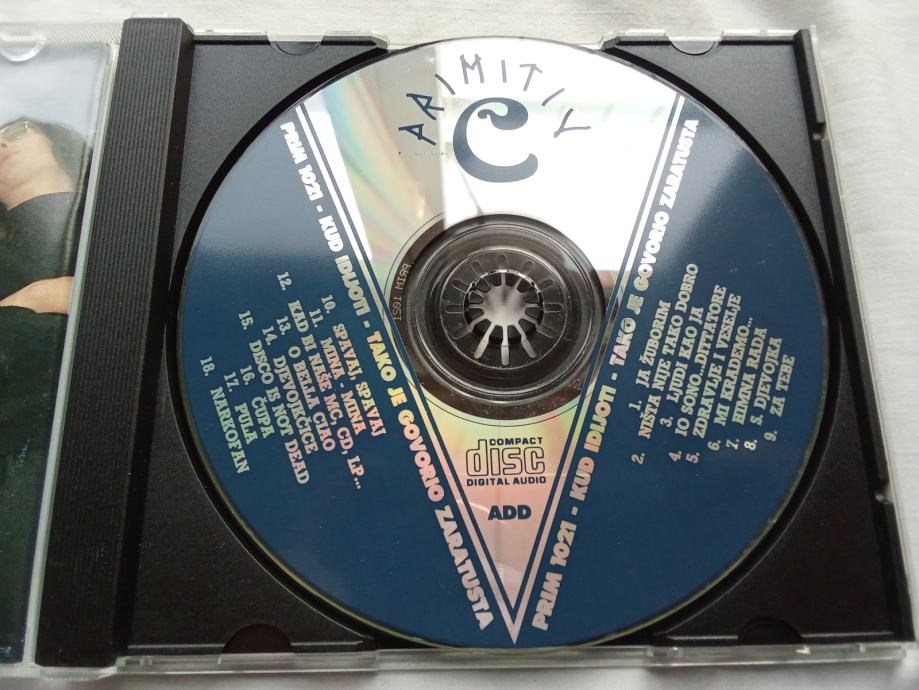 PRIMITIV
C
PRIM 1021 - KUD IDIJOTI - TAKO JE GOVORIO ZARATUSTA
PRIM 1021 - KUD IDIJOTI - TAKO JE GOVORIO ZARATUSTA
PRIM 1021
1. JA ŽUBORIM
2. NIŠTA NIJE TAKO DOBRO
3. LJUDI KAO JA
4. IO SONO...DITTATORE
5. ZDRAVLJE I VESELJE
6. MI KRADEMO...
7. HIMNA RADA
8. S. DJEVOJKA
9. ZA TEBE
10. SPAVAJ, SPAVAJ
11. MINA - MINA
12. KAD BI NAŠE MC, CD, LP...
13. O BELLA CIAO
14. DJEVOJKČICE
15. DISCO IS NOT DEAD
16. ČUPA
17. PULA
18. NARKOFAN
COMPACT
disc
DIGITAL AUDIO
ADD